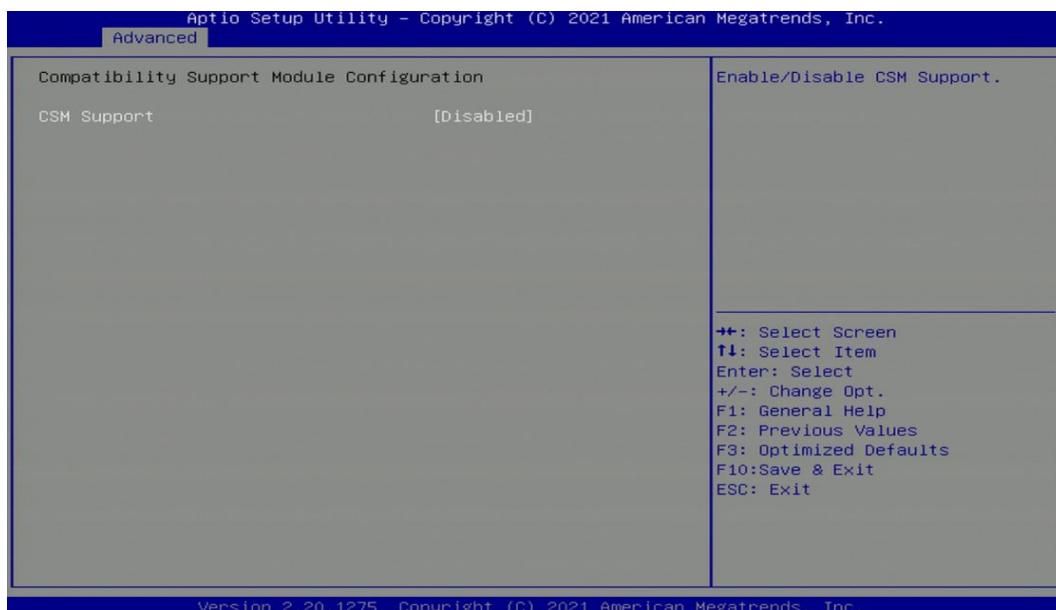 Aptio Setup Utility – Copyright (C) 2021 American Megatrends, Inc.
Advanced
Compatibility Support Module Configuration
CSM Support [Disabled]
Enable/Disable CSM Support.
→←: Select Screen
↑↓: Select Item
Enter: Select
+/-: Change Opt.
F1: General Help
F2: Previous Values
F3: Optimized Defaults
F10:Save & Exit
ESC: Exit
Version 2.20.1275. Copyright (C) 2021 American Megatrends, Inc.